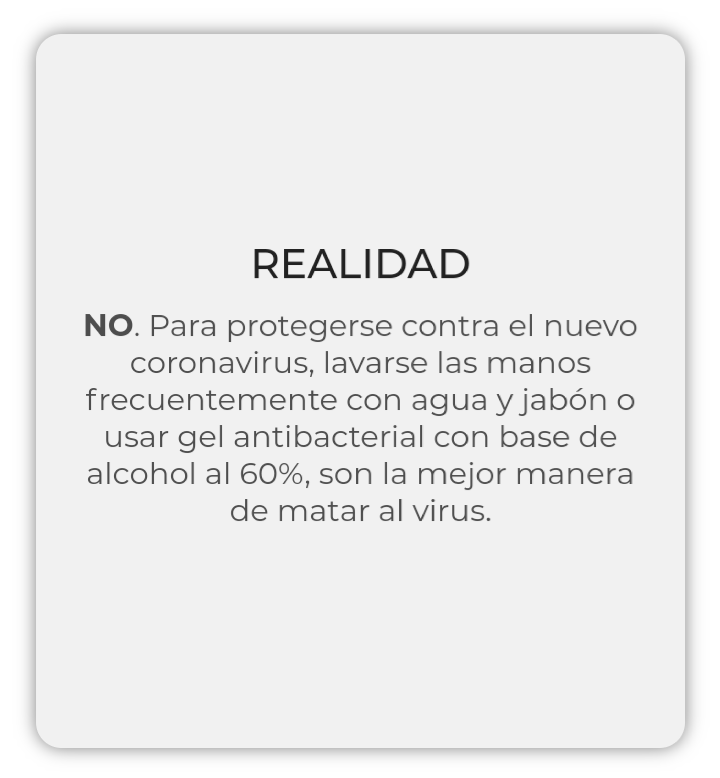 REALIDAD
NO. Para protegerse contra el nuevo
coronavirus, lavarse las manos
frecuentemente con agua y jabón o
usar gel antibacterial con base de
alcohol al 60%, son la mejor manera
de matar al virus.